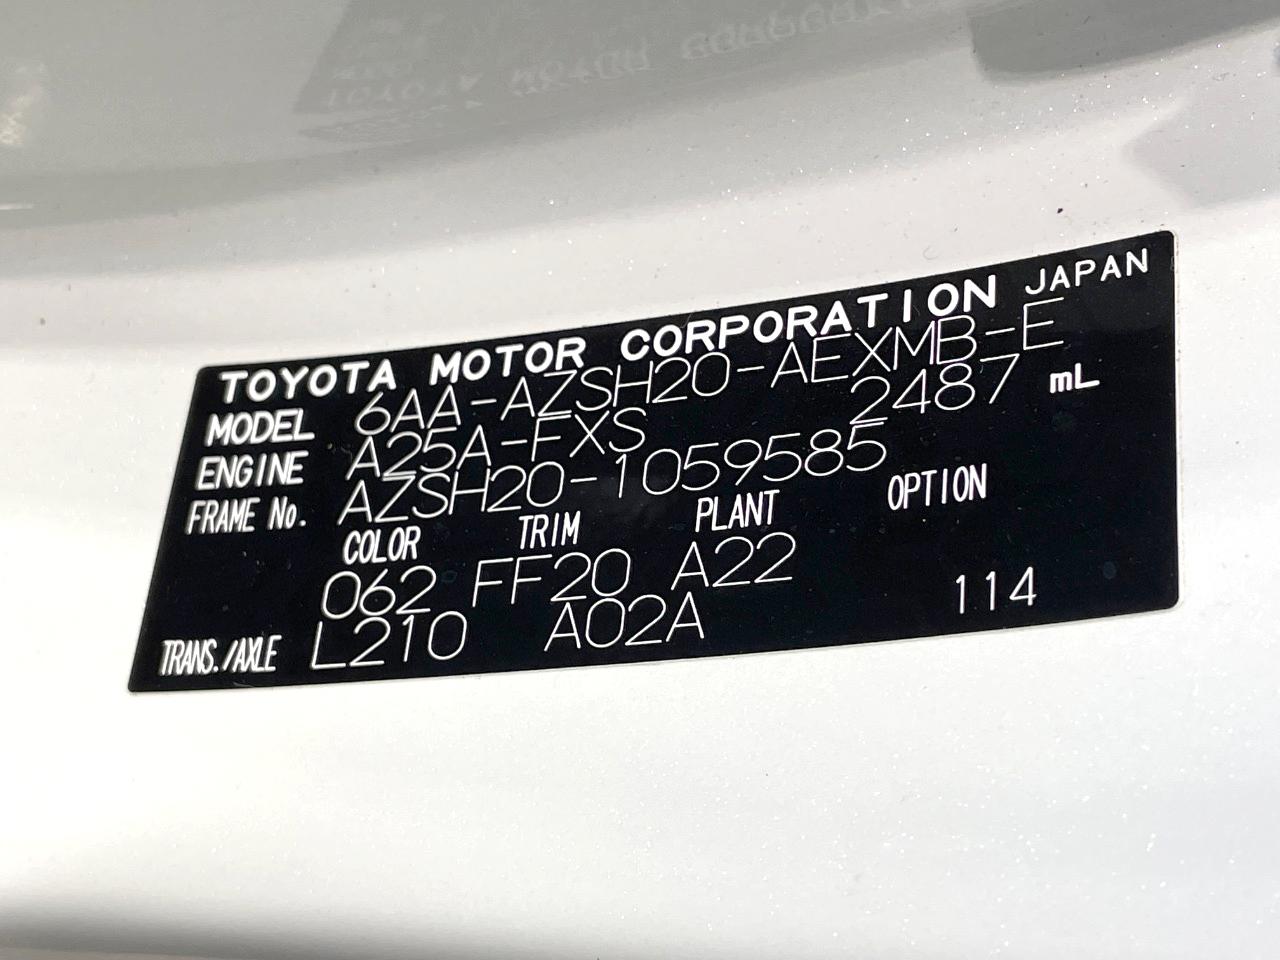 TOYOTA MOTOR CORPORATION JAPAN
MODEL 6AA-AZSH20-AEXMB-E
ENGINE A25A-FXS 2487 mL
FRAME No. AZSH20-1059585
COLOR TRIM PLANT OPTION
062 FF20 A22
TRANS./AXLE L210 A02A 114